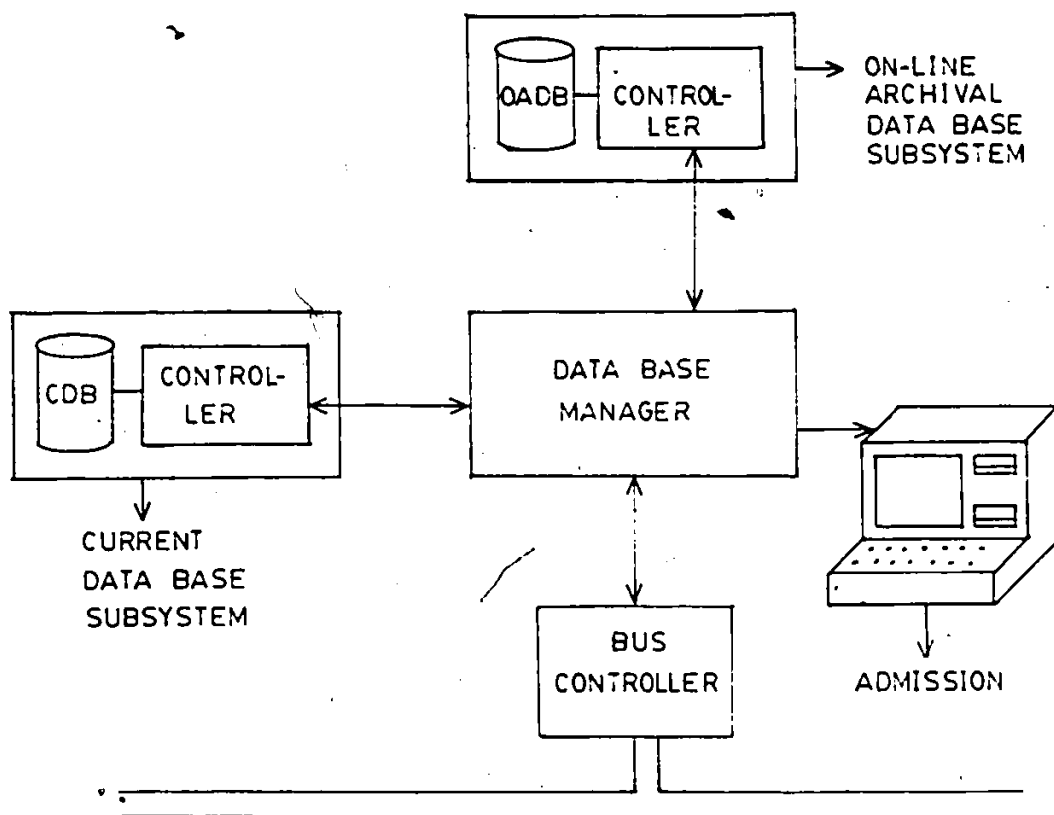 OADB
CONTROL-
LER
ON-LINE
ARCHIVAL
DATA BASE
SUBSYSTEM
CDB
CONTROL-
LER
DATA BASE
MANAGER
CURRENT
DATA BASE
SUBSYSTEM
BUS
CONTROLLER
ADMISSION